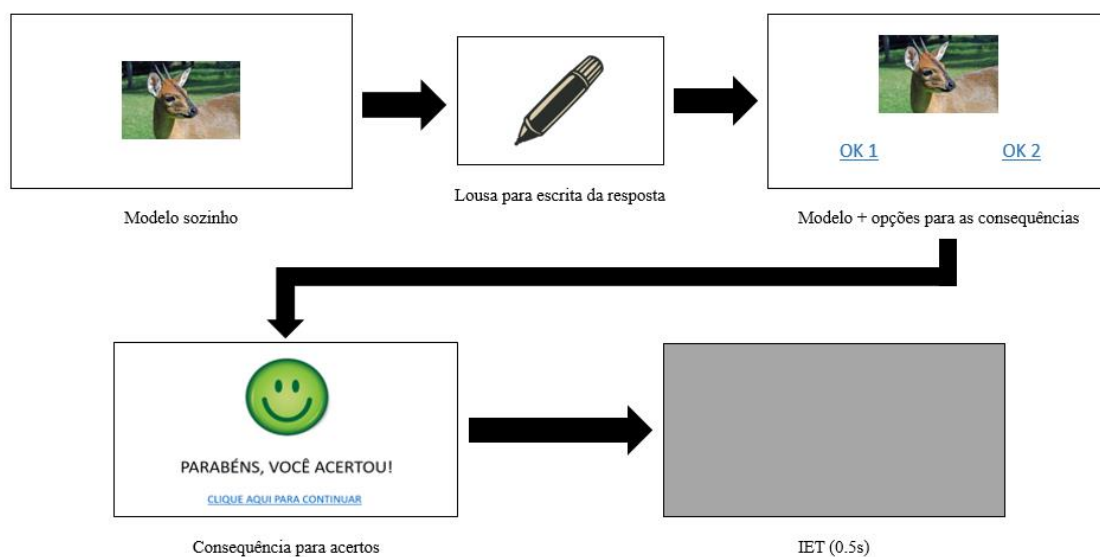 Modelo sozinho
Lousa para escrita da resposta
OK 1 OK 2
Modelo + opções para as consequências
PARABÉNS, VOCÊ ACERTOU!
CLIQUE AQUI PARA CONTINUAR
Consequência para acertos
IET (0.5s)